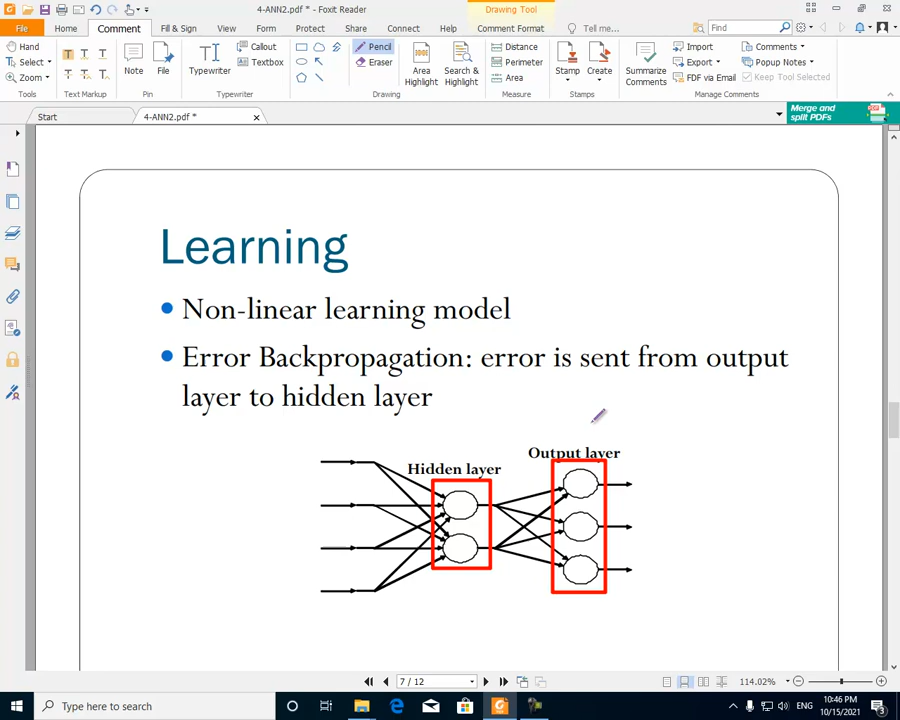 4-ANN2.pdf * - Foxit Reader
Drawing Tool
File Home Comment Fill & Sign View Form Protect Share Connect Help Comment Format Tell me... Find
Hand
Select
Zoom
Tools
T T T
T T T
Text Markup
Note
File
Pin
Typewriter
Callout
Textbox
Typewriter
Pencil
Eraser
Drawing
Area
Highlight
Search &
Highlight
Distance
Perimeter
Area
Measure
Stamp
Create
Stamps
Summarize
Comments
Import
Export
FDF via Email
Comments
Popup Notes
Keep Tool Selected
Manage Comments
Start
4-ANN2.pdf *
Merge and
split PDFs
Learning
Non-linear learning model
Error Backpropagation: error is sent from output
layer to hidden layer
Hidden layer
Output layer
7 / 12
114.02%
Type here to search
ENG
10:46 PM
10/15/2021
3